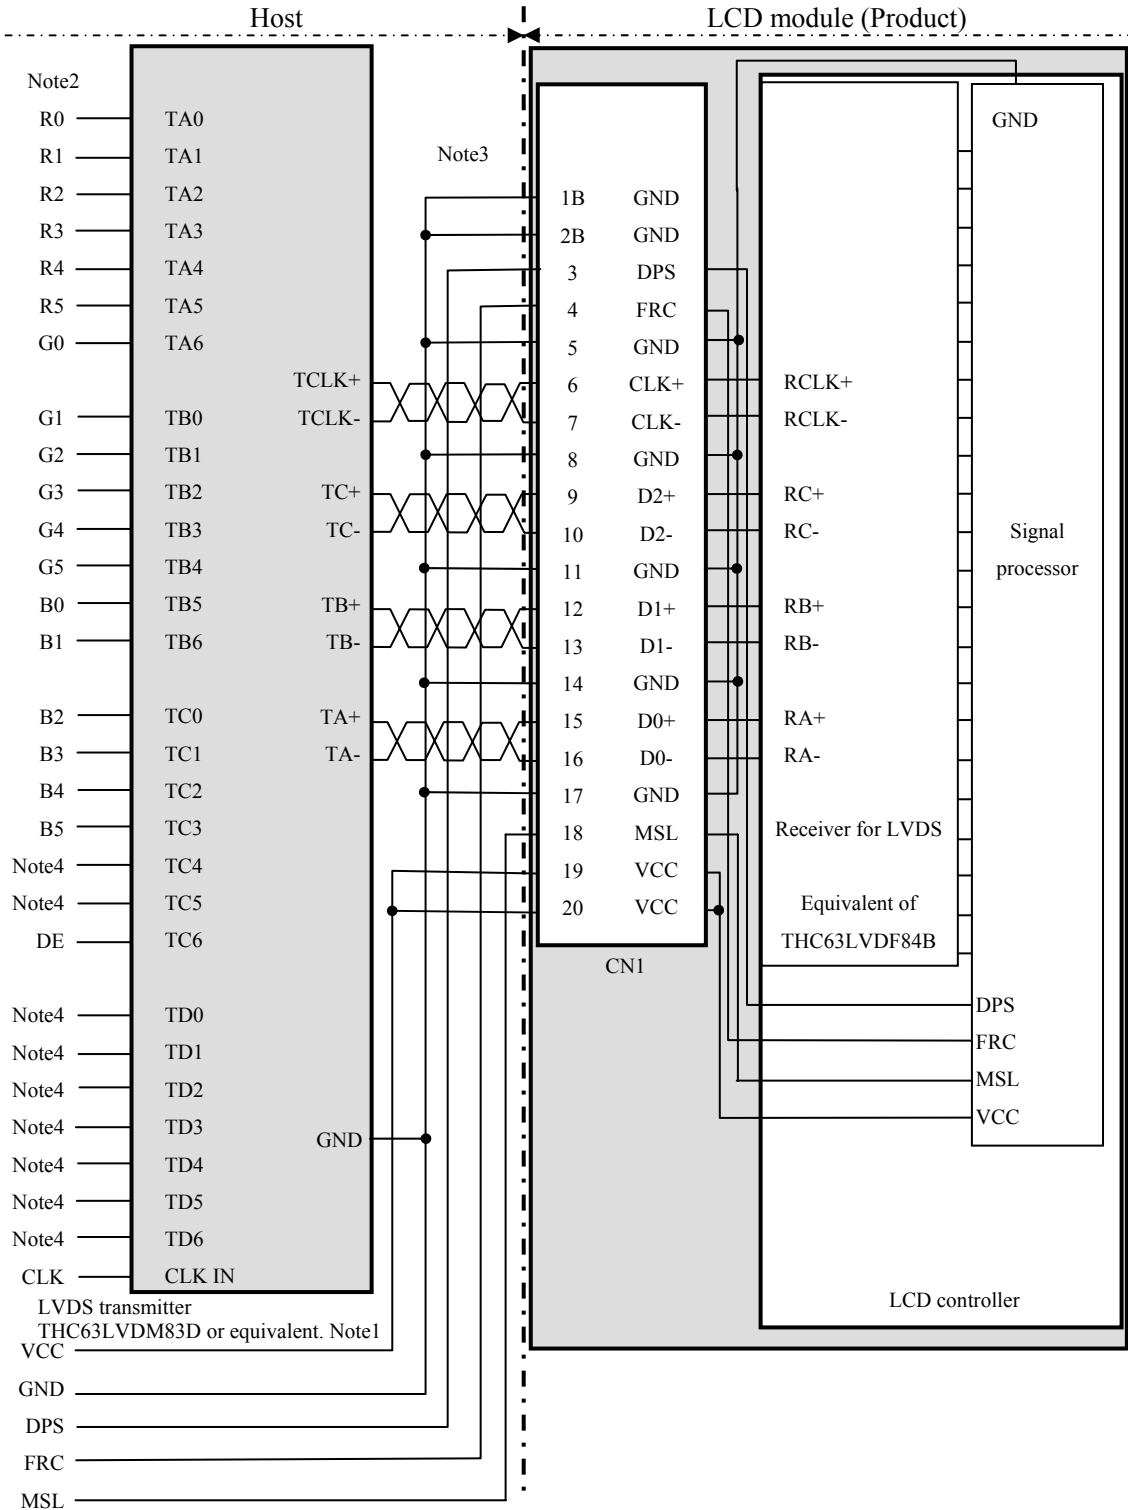 Host
LCD module (Product)
Note2
R0 TA0
R1 TA1
R2 TA2
R3 TA3
R4 TA4
R5 TA5
G0 TA6
TCLK+
G1 TB0 TCLK-
G2 TB1
G3 TB2 TC+
G4 TB3 TC-
G5 TB4
B0 TB5 TB+
B1 TB6 TB-
B2 TC0 TA+
B3 TC1 TA-
B4 TC2
B5 TC3
Note4 TC4
Note4 TC5
DE TC6
Note4 TD0
Note4 TD1
Note4 TD2
Note4 TD3
GND
Note4 TD4
Note4 TD5
Note4 TD6
CLK CLK IN
LVDS transmitter
THC63LVDM83D or equivalent. Note1
VCC
GND
DPS
FRC
MSL
Note3
1B GND
2B GND
3 DPS
4 FRC
5 GND
6 CLK+
7 CLK-
8 GND
9 D2+
10 D2-
11 GND
12 D1+
13 D1-
14 GND
15 D0+
16 D0-
17 GND
18 MSL
19 VCC
20 VCC
CN1
RCLK+
RCLK-
RC+
RC-
RB+
RB-
RA+
RA-
Receiver for LVDS
Equivalent of
THC63LVDF84B
GND
Signal
processor
DPS
FRC
MSL
VCC
LCD controller